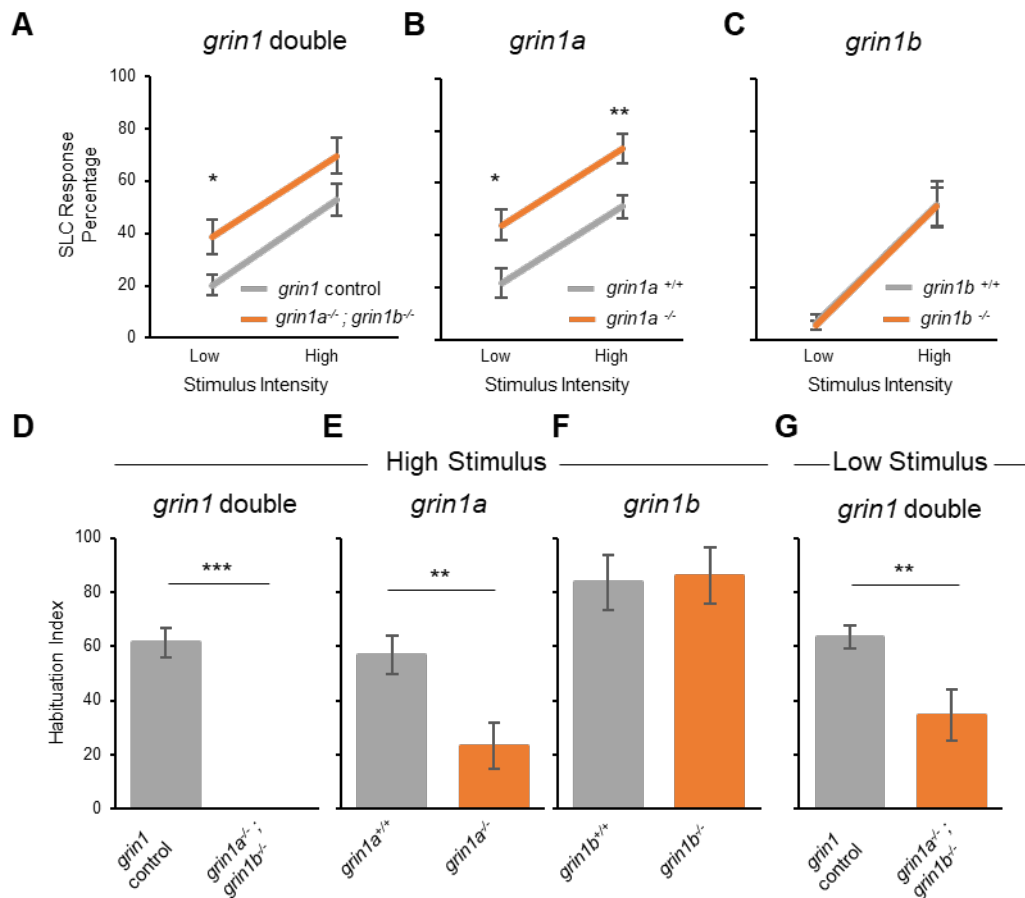 A
grin1 double
B
grin1a
C
grin1b
SLC Response
Percentage
100
80
60
40
20
0
*
grin1 control
grin1a-/- ; grin1b-/-
Low
High
Stimulus Intensity
*
**
grin1a +/+
grin1a -/-
Low
High
Stimulus Intensity
grin1b +/+
grin1b -/-
Low
High
Stimulus Intensity
D
E
F
G
High Stimulus
Low Stimulus
grin1 double
grin1a
grin1b
grin1 double
Habituation Index
100
80
60
40
20
0
***
**
**
grin1
control
grin1a-/- ;
grin1b-/-
grin1a+/+
grin1a-/-
grin1b+/+
grin1b-/-
grin1
control
grin1a-/- ;
grin1b-/-